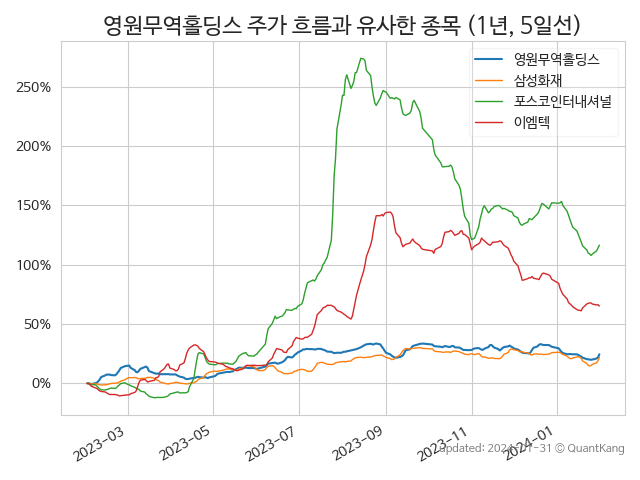 영원무역홀딩스 주가 흐름과 유사한 종목 (1년, 5일선)
영원무역홀딩스
삼성화재
포스코인터내셔널
이엠텍
250%
200%
150%
100%
50%
0%
2023-03
2023-05
2023-07
2023-09
2023-11
2024-01
updated: 2024-01-31 © QuantKang